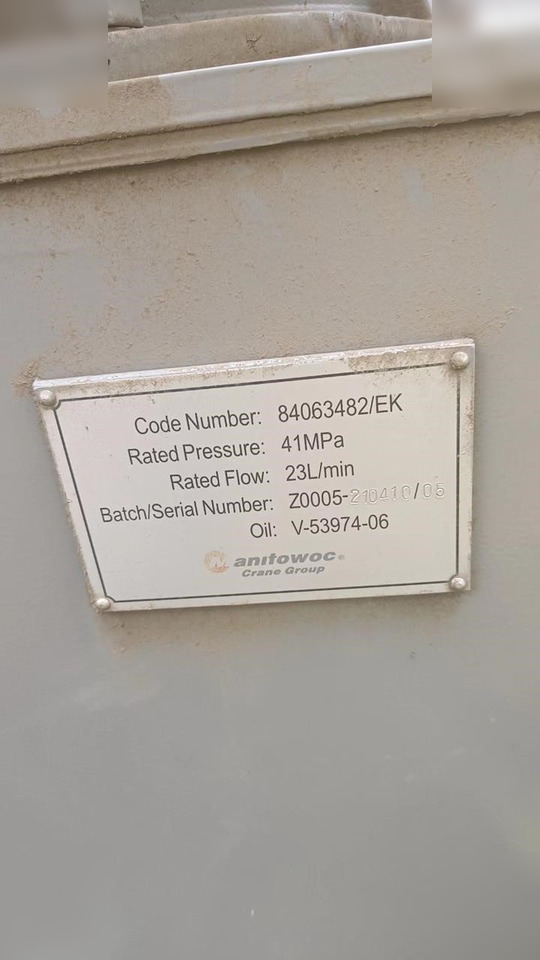 Code Number: 84063482/EK
Rated Pressure: 41MPa
Rated Flow: 23L/min
Batch/Serial Number: Z0005-210410/05
Oil: V-53974-06
Manitowoc®
Crane Group